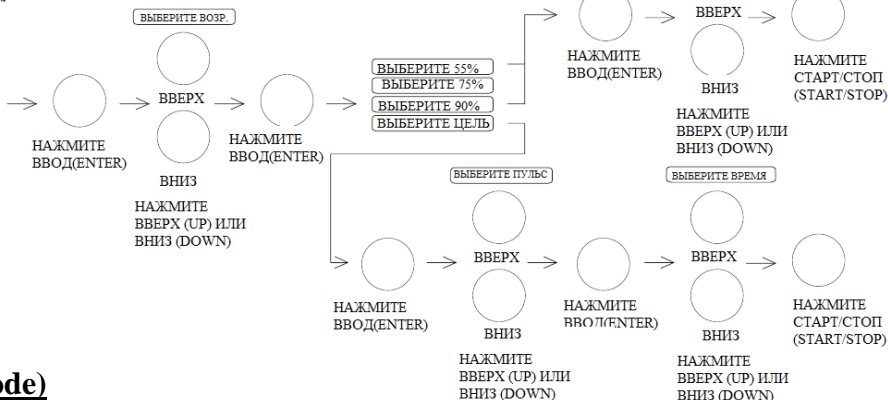 ВЫБЕРИТЕ ВОЗР.
ВВЕРХ
НАЖМИТЕ
ВВОД(ENTER)
ВНИЗ
НАЖМИТЕ
ВВЕРХ (UP) ИЛИ
ВНИЗ (DOWN)
НАЖМИТЕ
ВВОД(ENTER)
ВЫБЕРИТЕ 55%
ВЫБЕРИТЕ 75%
ВЫБЕРИТЕ 90%
ВЫБЕРИТЕ ЦЕЛЬ
НАЖМИТЕ
ВВОД(ENTER)
ВВЕРХ
ВНИЗ
НАЖМИТЕ
ВВЕРХ (UP) ИЛИ
ВНИЗ (DOWN)
НАЖМИТЕ
СТАРТ/СТОП
(START/STOP)
НАЖМИТЕ
ВВОД(ENTER)
ВЫБЕРИТЕ ПУЛЬС
ВВЕРХ
ВНИЗ
НАЖМИТЕ
ВВЕРХ (UP) ИЛИ
ВНИЗ (DOWN)
НАЖМИТЕ
ВВОД(ENTER)
ВЫБЕРИТЕ ВРЕМЯ
ВВЕРХ
ВНИЗ
НАЖМИТЕ
ВВЕРХ (UP) ИЛИ
ВНИЗ (DOWN)
НАЖМИТЕ
СТАРТ/СТОП
(START/STOP)
ode)